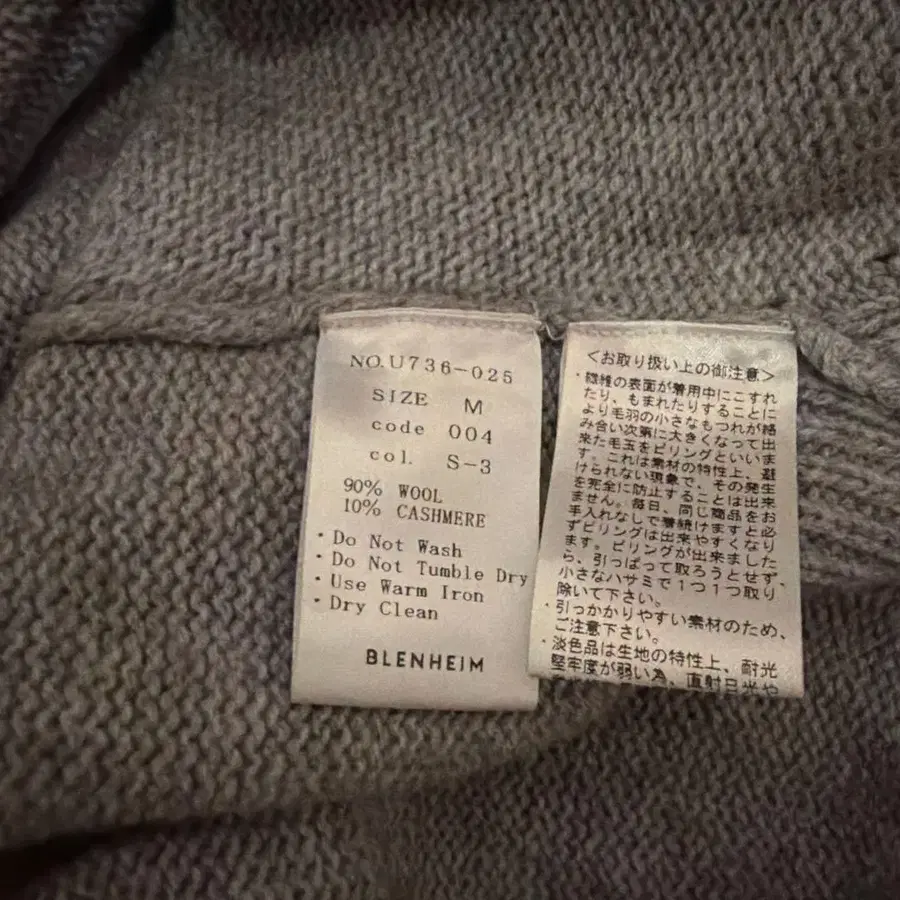 NO.U736-025
SIZE M
code 004
col. S-3
90% WOOL
10% CASHMERE
・Do Not Wash
・Do Not Tumble Dry
・Use Warm Iron
・Dry Clean
BLENHEIM
＜お取り扱い上の御注意＞
・繊維の表面が着用中にこすれ
たり、もまれたりすることに
より毛羽の小さなもつれが絡
み合い次第に大きくなって出
来た毛玉をピリングといいま
す。これは素材の特性上、避
けられない現象で、その発生
を完全に防止することは出来
ません。毎日、同じ商品をお
手入れなしで着続けますと必
ずピリングは出来やすくなり
ます。ピリングが出来ました
ら、引っぱって取ろうとせず、
小さなハサミで1つ1つ取り
除いて下さい。
・引っかかりやすい素材のため、
ご注意下さい。
・淡色品は生地の特性上、耐光
堅牢度が弱い為、直射日光や